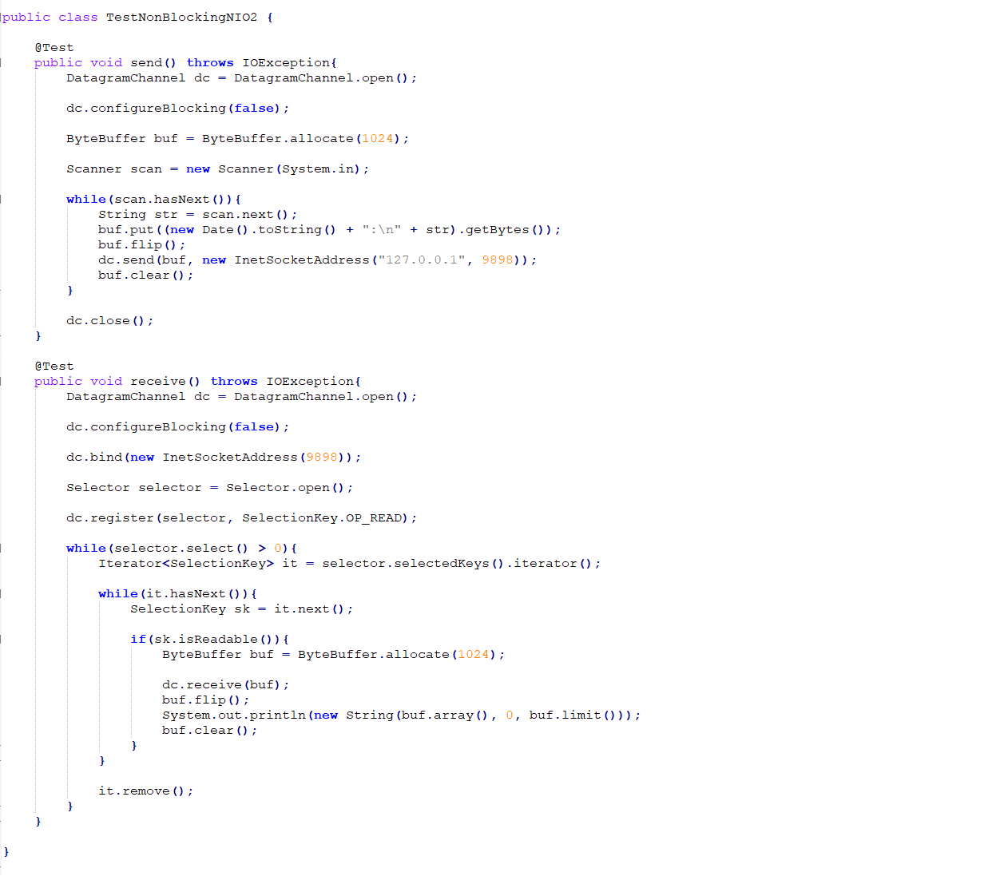 public class TestNonBlockingNIO2 {
@Test
public void send() throws IOException{
DatagramChannel dc = DatagramChannel.open();
dc.configureBlocking(false);
ByteBuffer buf = ByteBuffer.allocate(1024);
Scanner scan = new Scanner(System.in);
while(scan.hasNext()){
String str = scan.next();
buf.put((new Date().toString() + ":\n" + str).getBytes());
buf.flip();
dc.send(buf, new InetSocketAddress("127.0.0.1", 9898));
buf.clear();
}
dc.close();
}
@Test
public void receive() throws IOException{
DatagramChannel dc = DatagramChannel.open();
dc.configureBlocking(false);
dc.bind(new InetSocketAddress(9898));
Selector selector = Selector.open();
dc.register(selector, SelectionKey.OP_READ);
while(selector.select() > 0){
Iterator<SelectionKey> it = selector.selectedKeys().iterator();
while(it.hasNext()){
SelectionKey sk = it.next();
if(sk.isReadable()){
ByteBuffer buf = ByteBuffer.allocate(1024);
dc.receive(buf);
buf.flip();
System.out.println(new String(buf.array(), 0, buf.limit()));
buf.clear();
}
}
it.remove();
}
}
}